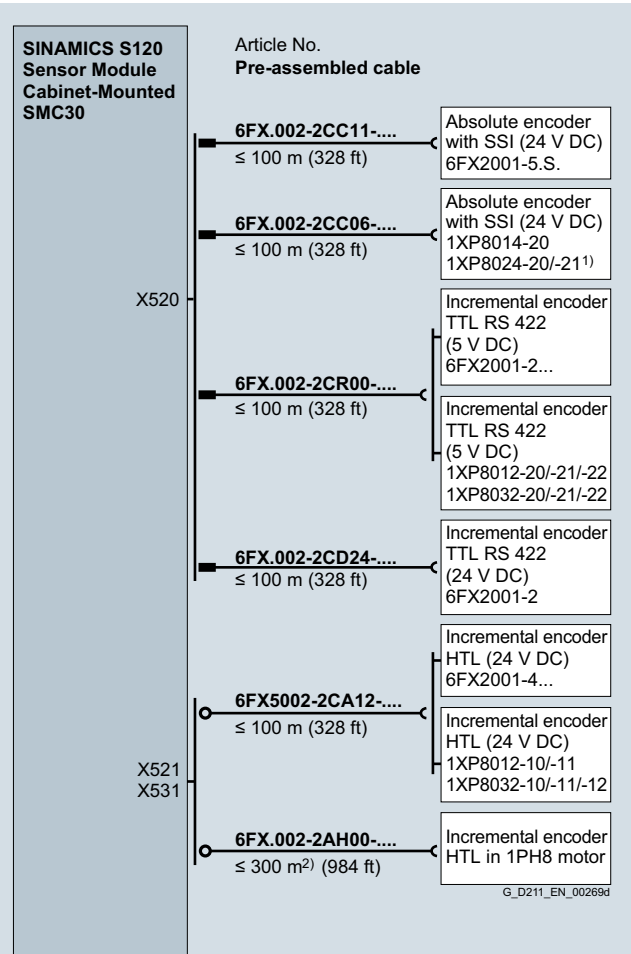 SINAMICS S120
Sensor Module
Cabinet-Mounted
SMC30
Article No.
Pre-assembled cable
6FX.002-2CC11-....
≤ 100 m (328 ft)
Absolute encoder
with SSI (24 V DC)
6FX2001-5.S.
6FX.002-2CC06-....
≤ 100 m (328 ft)
Absolute encoder
with SSI (24 V DC)
1XP8014-20
1XP8024-20/-21¹⁾
X520
6FX.002-2CR00-....
≤ 100 m (328 ft)
Incremental encoder
TTL RS 422
(5 V DC)
6FX2001-2...
Incremental encoder
TTL RS 422
(5 V DC)
1XP8012-20/-21/-22
1XP8032-20/-21/-22
6FX.002-2CD24-....
≤ 100 m (328 ft)
Incremental encoder
TTL RS 422
(24 V DC)
6FX2001-2
X521
X531
6FX5002-2CA12-....
≤ 100 m (328 ft)
Incremental encoder
HTL (24 V DC)
6FX2001-4...
Incremental encoder
HTL (24 V DC)
1XP8012-10/-11
1XP8032-10/-11/-12
6FX.002-2AH00-....
≤ 300 m²⁾ (984 ft)
Incremental encoder
HTL in 1PH8 motor
G_D211_EN_00269d